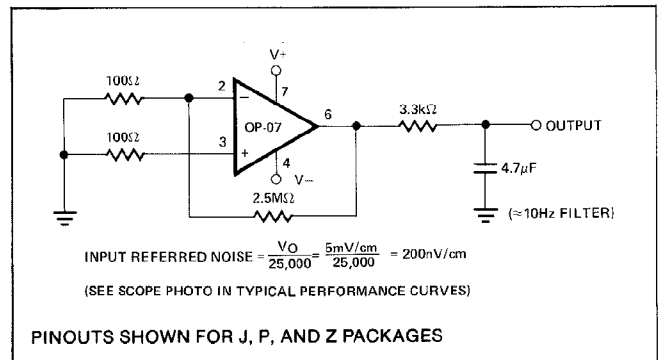 V+
100Ω
2
7
−
6
3.3kΩ
OP-07
OUTPUT
100Ω
3
+
4
4.7µF
V−
2.5MΩ
(≈10Hz FILTER)
INPUT REFERRED NOISE = VO/25,000 = 5mV/cm/25,000 = 200nV/cm
(SEE SCOPE PHOTO IN TYPICAL PERFORMANCE CURVES)
PINOUTS SHOWN FOR J, P, AND Z PACKAGES